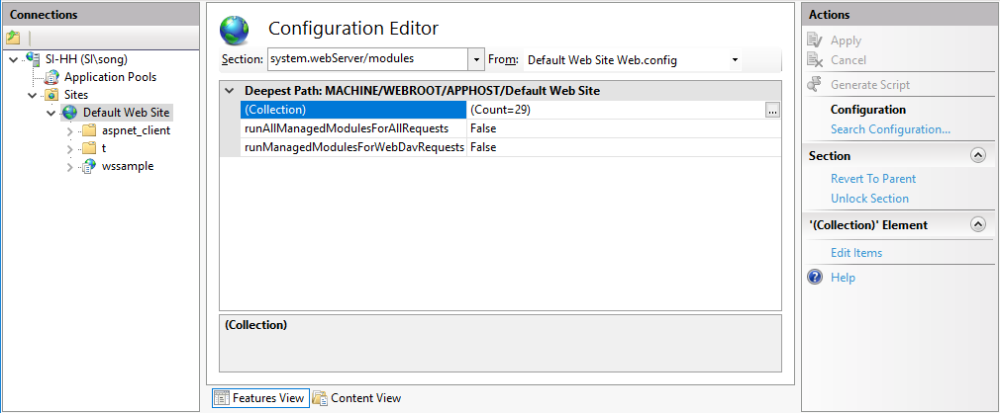 Connections
SI-HH (SI\song)
Application Pools
Sites
Default Web Site
aspnet_client
t
wssample
Configuration Editor
Section: system.webServer/modules From: Default Web Site Web.config
Deepest Path: MACHINE/WEBROOT/APPHOST/Default Web Site
(Collection) (Count=29) ...
runAllManagedModulesForAllRequests False
runManagedModulesForWebDavRequests False
(Collection)
Features View Content View
Actions
Apply
Cancel
Generate Script
Configuration
Search Configuration...
Section
Revert To Parent
Unlock Section
'(Collection)' Element
Edit Items
Help